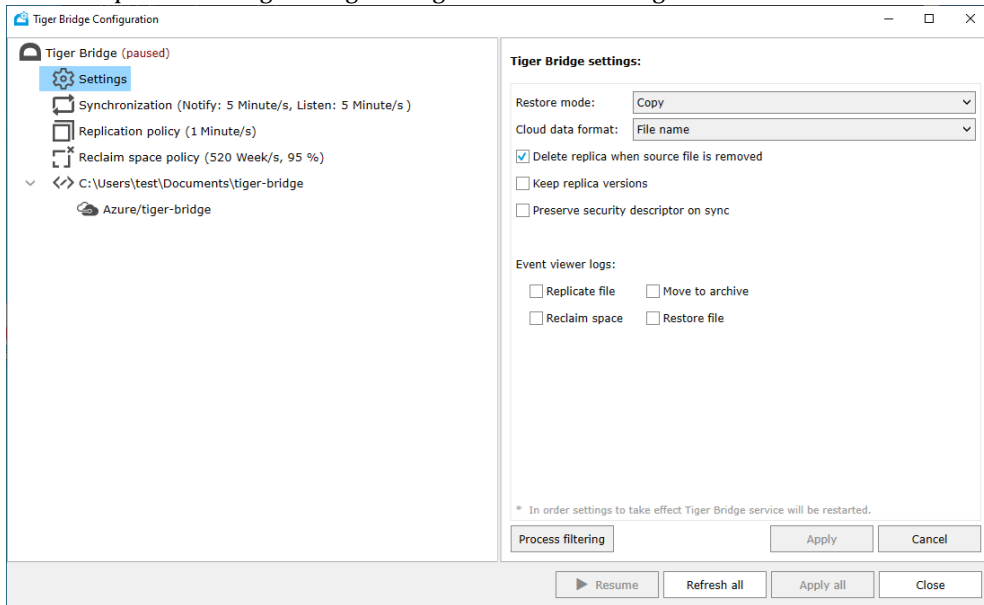 Tiger Bridge Configuration
Tiger Bridge (paused)
Settings
Synchronization (Notify: 5 Minute/s, Listen: 5 Minute/s )
Replication policy (1 Minute/s)
Reclaim space policy (520 Week/s, 95 %)
C:\Users\test\Documents\tiger-bridge
Azure/tiger-bridge
Tiger Bridge settings:
Restore mode: Copy
Cloud data format: File name
Delete replica when source file is removed
Keep replica versions
Preserve security descriptor on sync
Event viewer logs:
Replicate file Move to archive
Reclaim space Restore file
* In order settings to take effect Tiger Bridge service will be restarted.
Process filtering Apply Cancel
Resume Refresh all Apply all Close